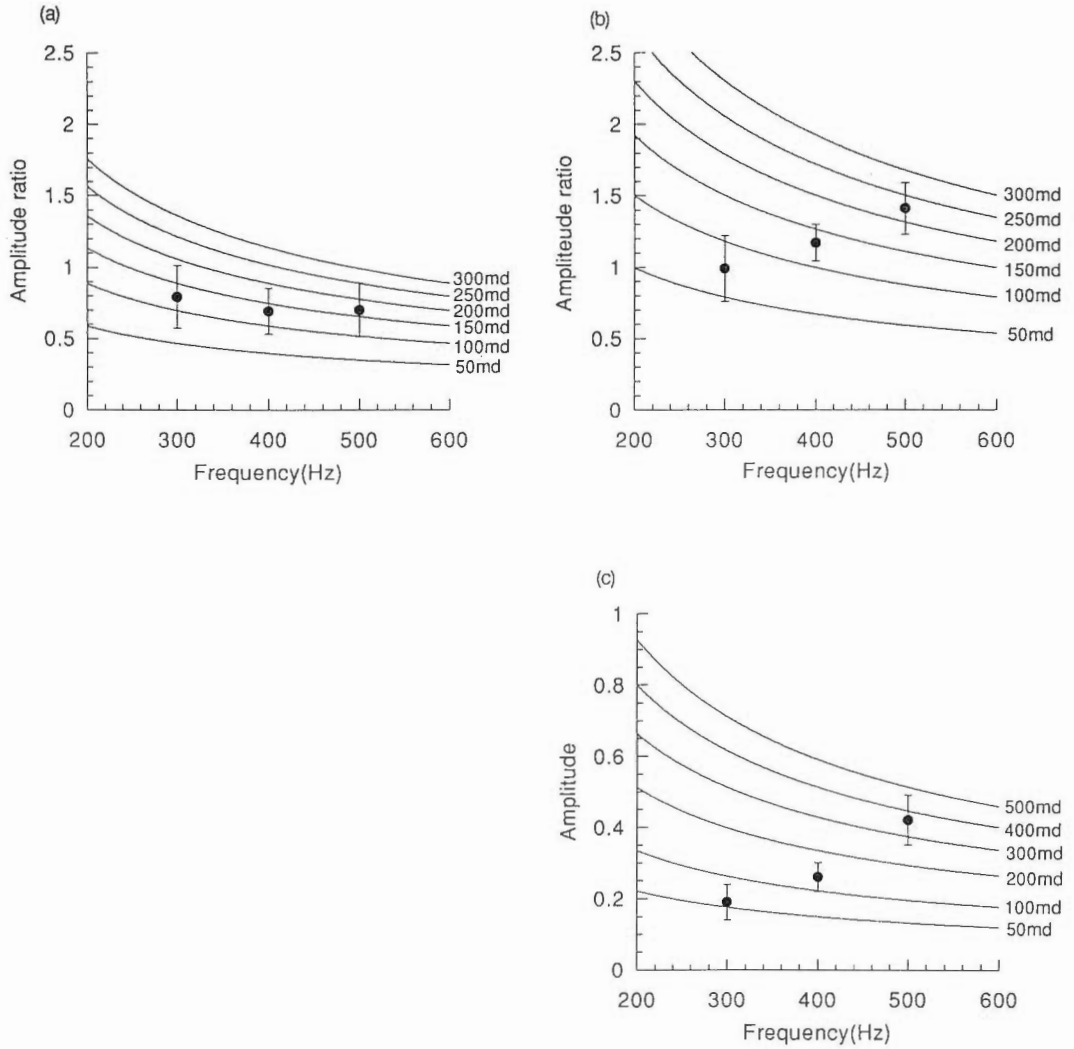 (a)
2.5
2
1.5
1
0.5
0
Amplitude ratio
300md
250md
200md
150md
100md
50md
200 300 400 500 600
Frequency(Hz)
(b)
2.5
2
1.5
1
0.5
0
Ampliteude ratio
300md
250md
200md
150md
100md
50md
200 300 400 500 600
Frequency(Hz)
(c)
1
0.8
0.6
0.4
0.2
0
Amplitude
500md
400md
300md
200md
100md
50md
200 300 400 500 600
Frequency(Hz)